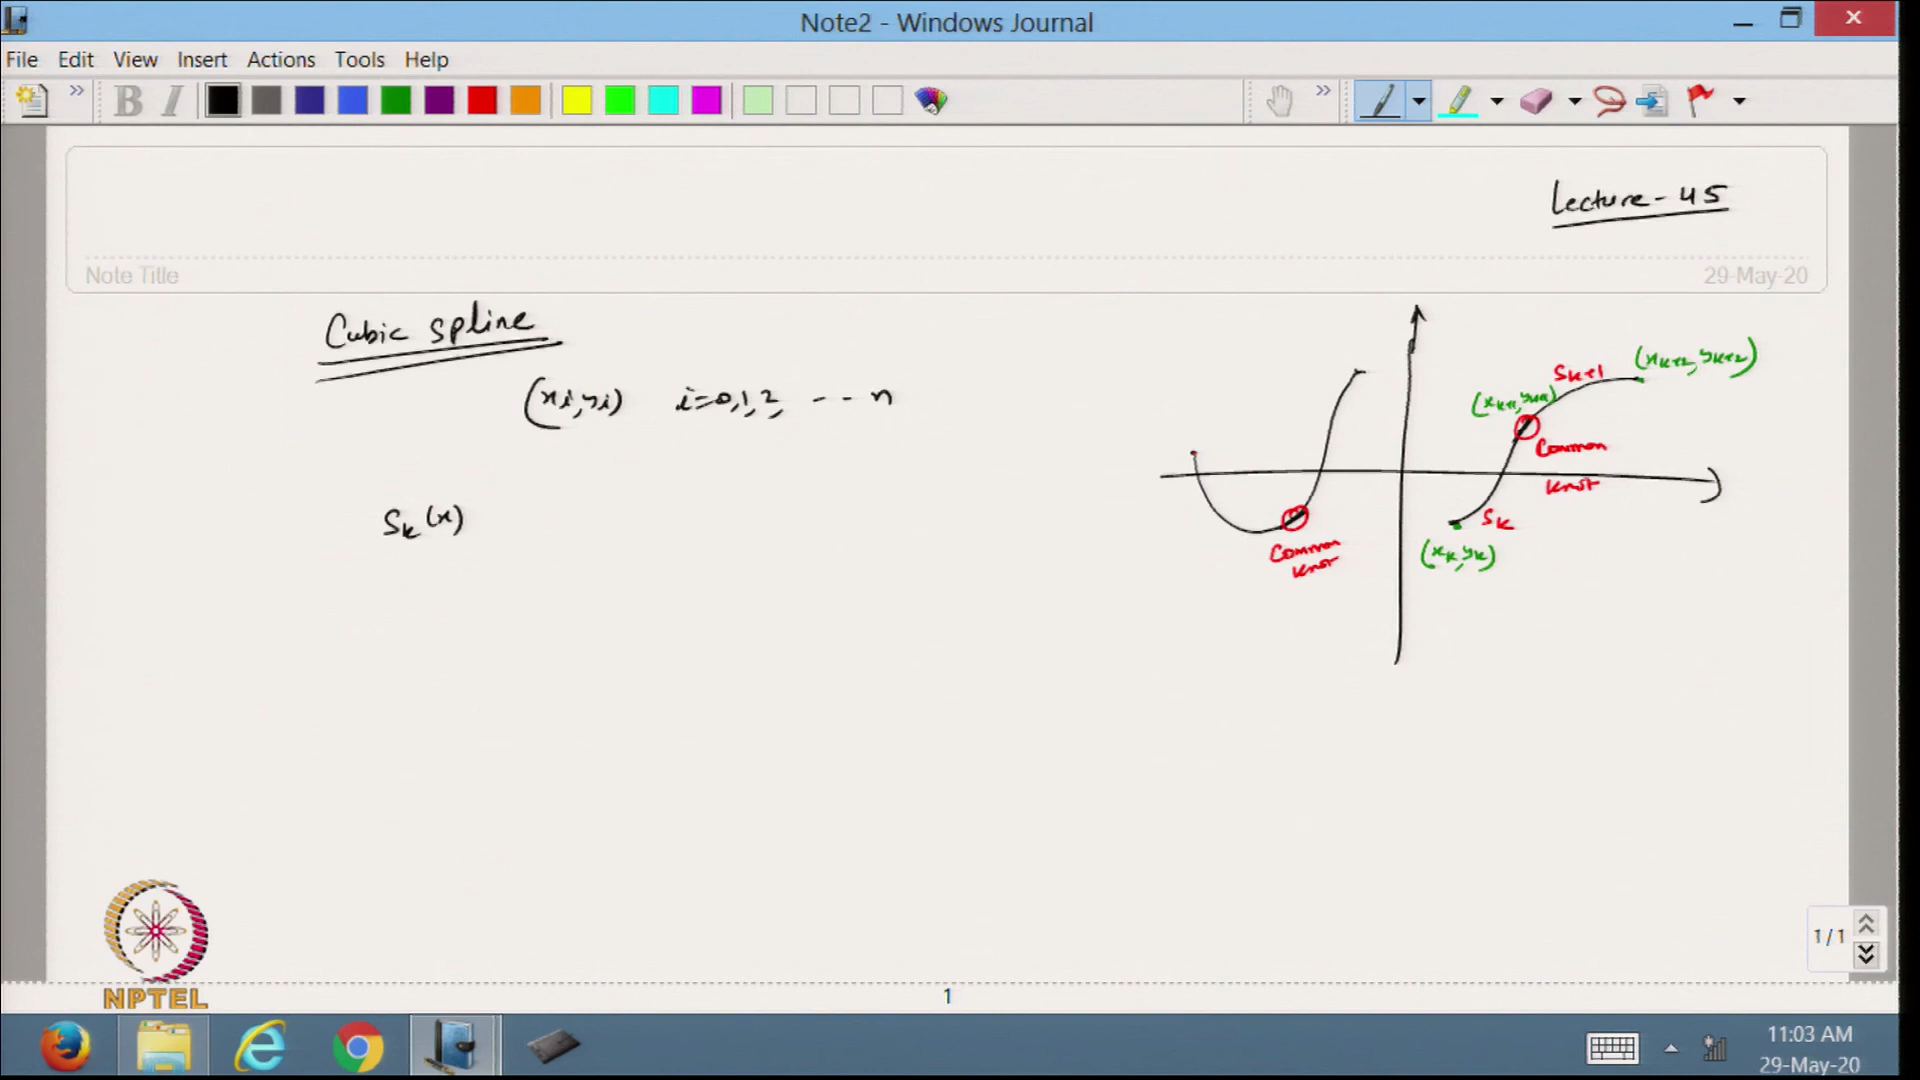 Note2 - Windows Journal
File Edit View Insert Actions Tools Help
B I
Lecture-45
Note Title
29-May-20
Cubic spline
(xi,yi) i=0,1,2, -- n
Sk(x)
Sk+1
(xk+2,yk+2)
(xk+1,yk+1)
Common
knot
Sk
(xk,yk)
Common
knot
1/1
NPTEL
1
11:03 AM
29-May-20